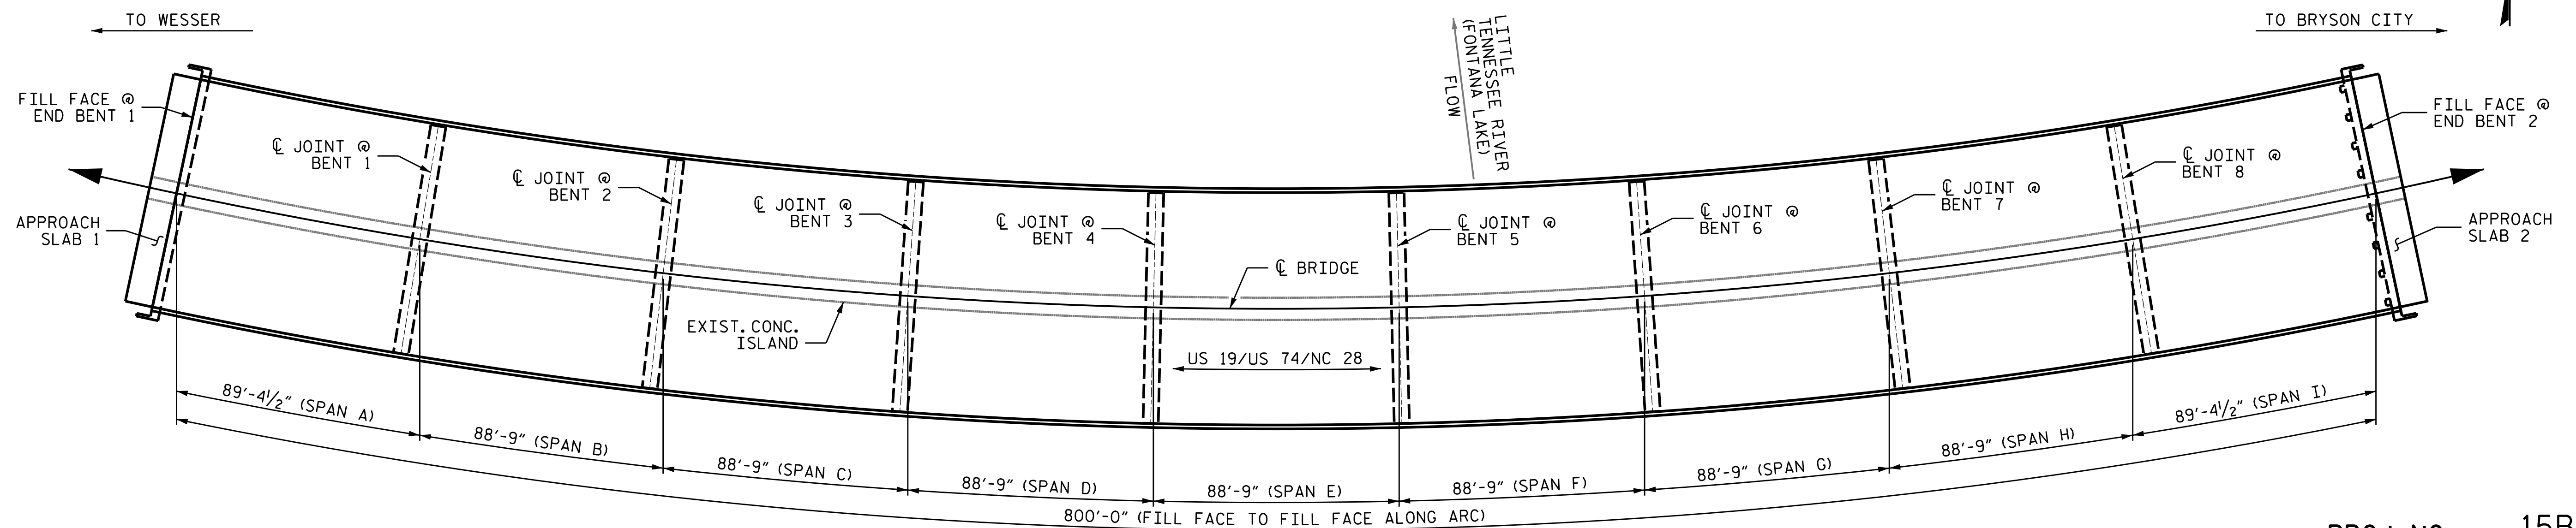 TO WESSER
TO BRYSON CITY
LITTLE
TENNESSEE RIVER
(FONTANA LAKE)
FLOW
FILL FACE @
END BENT 1
℄ JOINT @
BENT 1
℄ JOINT @
BENT 2
℄ JOINT @
BENT 3
℄ JOINT @
BENT 4
℄ JOINT @
BENT 5
℄ JOINT @
BENT 6
℄ JOINT @
BENT 7
℄ JOINT @
BENT 8
FILL FACE @
END BENT 2
APPROACH
SLAB 1
APPROACH
SLAB 2
℄ BRIDGE
EXIST. CONC.
ISLAND
US 19/US 74/NC 28
89'-4½" (SPAN A)
88'-9" (SPAN B)
88'-9" (SPAN C)
88'-9" (SPAN D)
88'-9" (SPAN E)
88'-9" (SPAN F)
88'-9" (SPAN G)
88'-9" (SPAN H)
89'-4½" (SPAN I)
800'-0" (FILL FACE TO FILL FACE ALONG ARC)